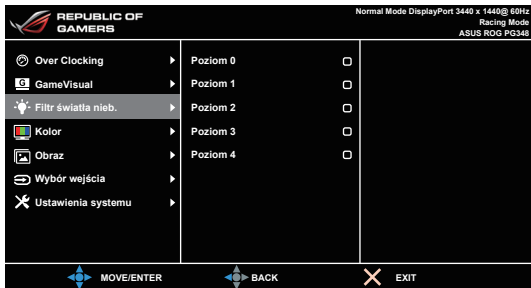 REPUBLIC OF
GAMERS
Normal Mode DisplayPort 3440 x 1440@ 60Hz
Racing Mode
ASUS ROG PG348
Over Clocking
GameVisual
Filtr światła nieb.
Kolor
Obraz
Wybór wejścia
Ustawienia systemu
Poziom 0
Poziom 1
Poziom 2
Poziom 3
Poziom 4
MOVE/ENTER
BACK
EXIT